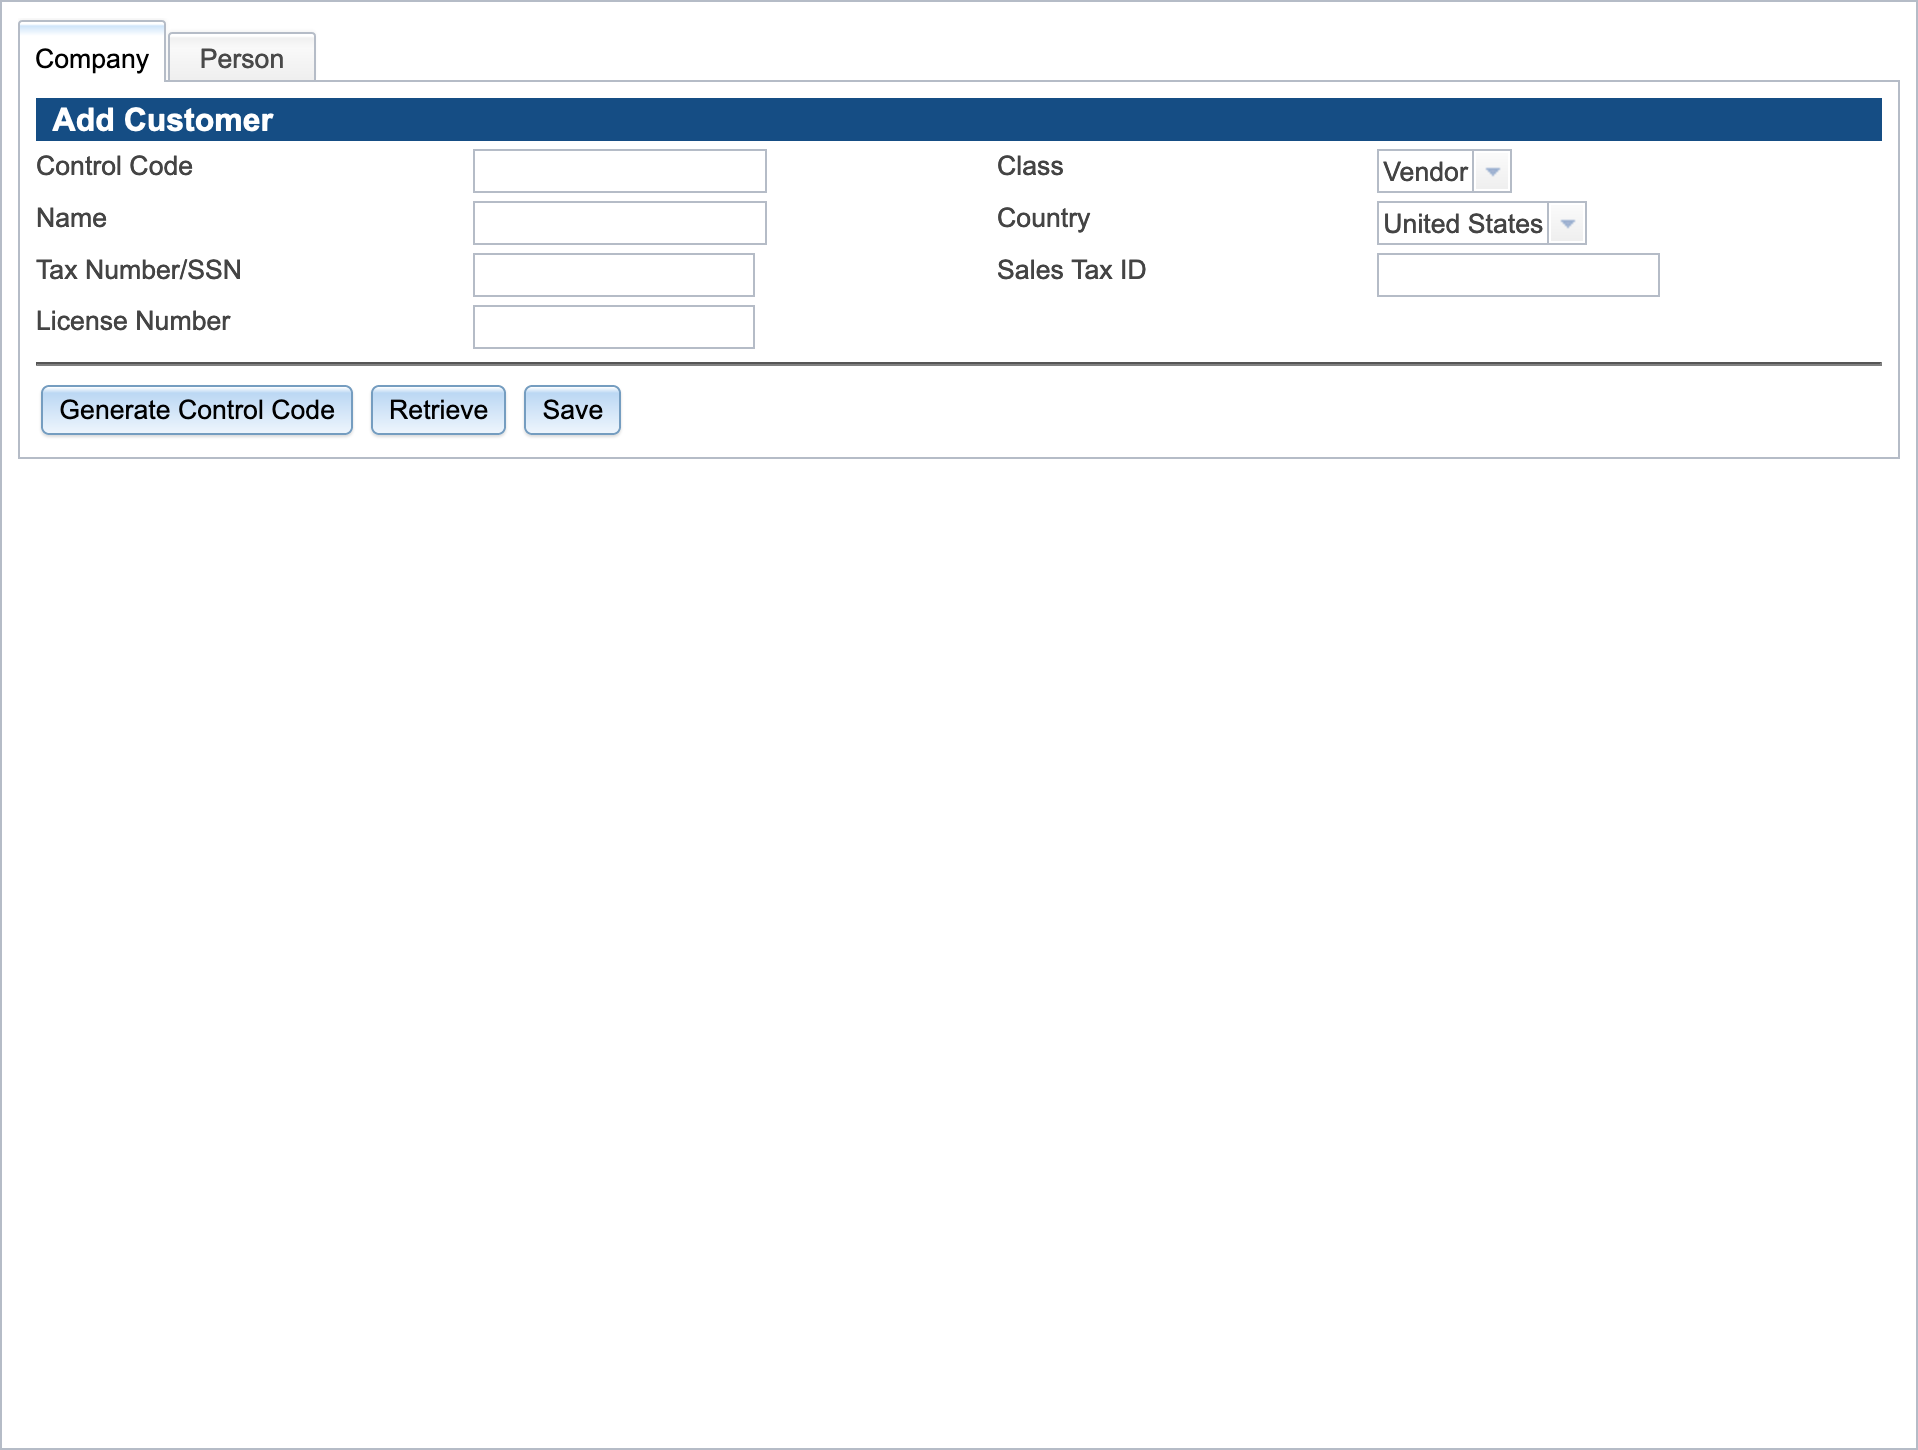 Company Person
Add Customer
Control Code Class Vendor
Name Country United States
Tax Number/SSN Sales Tax ID
License Number
Generate Control Code Retrieve Save